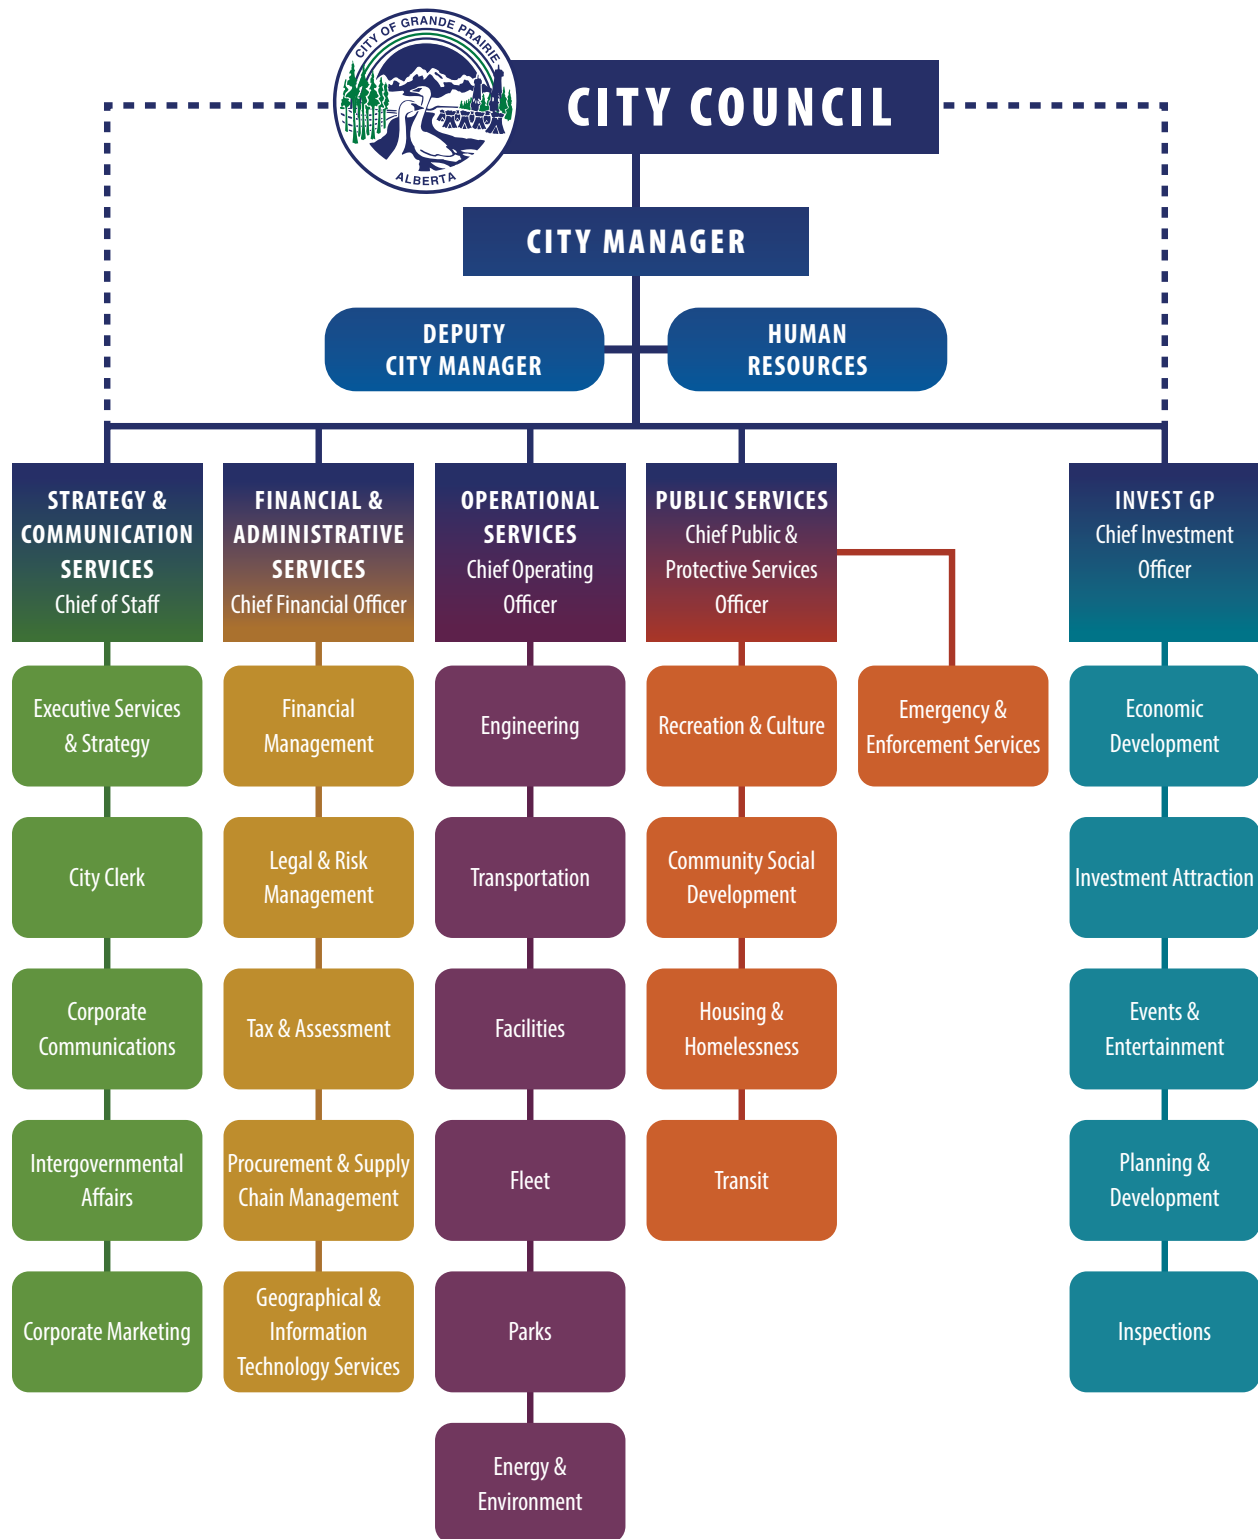 CITY OF GRANDE PRAIRIE
ALBERTA
CITY COUNCIL
CITY MANAGER
DEPUTY
CITY MANAGER
HUMAN
RESOURCES
STRATEGY &
COMMUNICATION
SERVICES
Chief of Staff
Executive Services
& Strategy
City Clerk
Corporate
Communications
Intergovernmental
Affairs
Corporate Marketing
FINANCIAL &
ADMINISTRATIVE
SERVICES
Chief Financial Officer
Financial
Management
Legal & Risk
Management
Tax & Assessment
Procurement & Supply
Chain Management
Geographical &
Information
Technology Services
OPERATIONAL
SERVICES
Chief Operating
Officer
Engineering
Transportation
Facilities
Fleet
Parks
Energy &
Environment
PUBLIC SERVICES
Chief Public &
Protective Services
Officer
Recreation & Culture
Community Social
Development
Housing &
Homelessness
Transit
Emergency &
Enforcement Services
INVEST GP
Chief Investment
Officer
Economic
Development
Investment Attraction
Events &
Entertainment
Planning &
Development
Inspections